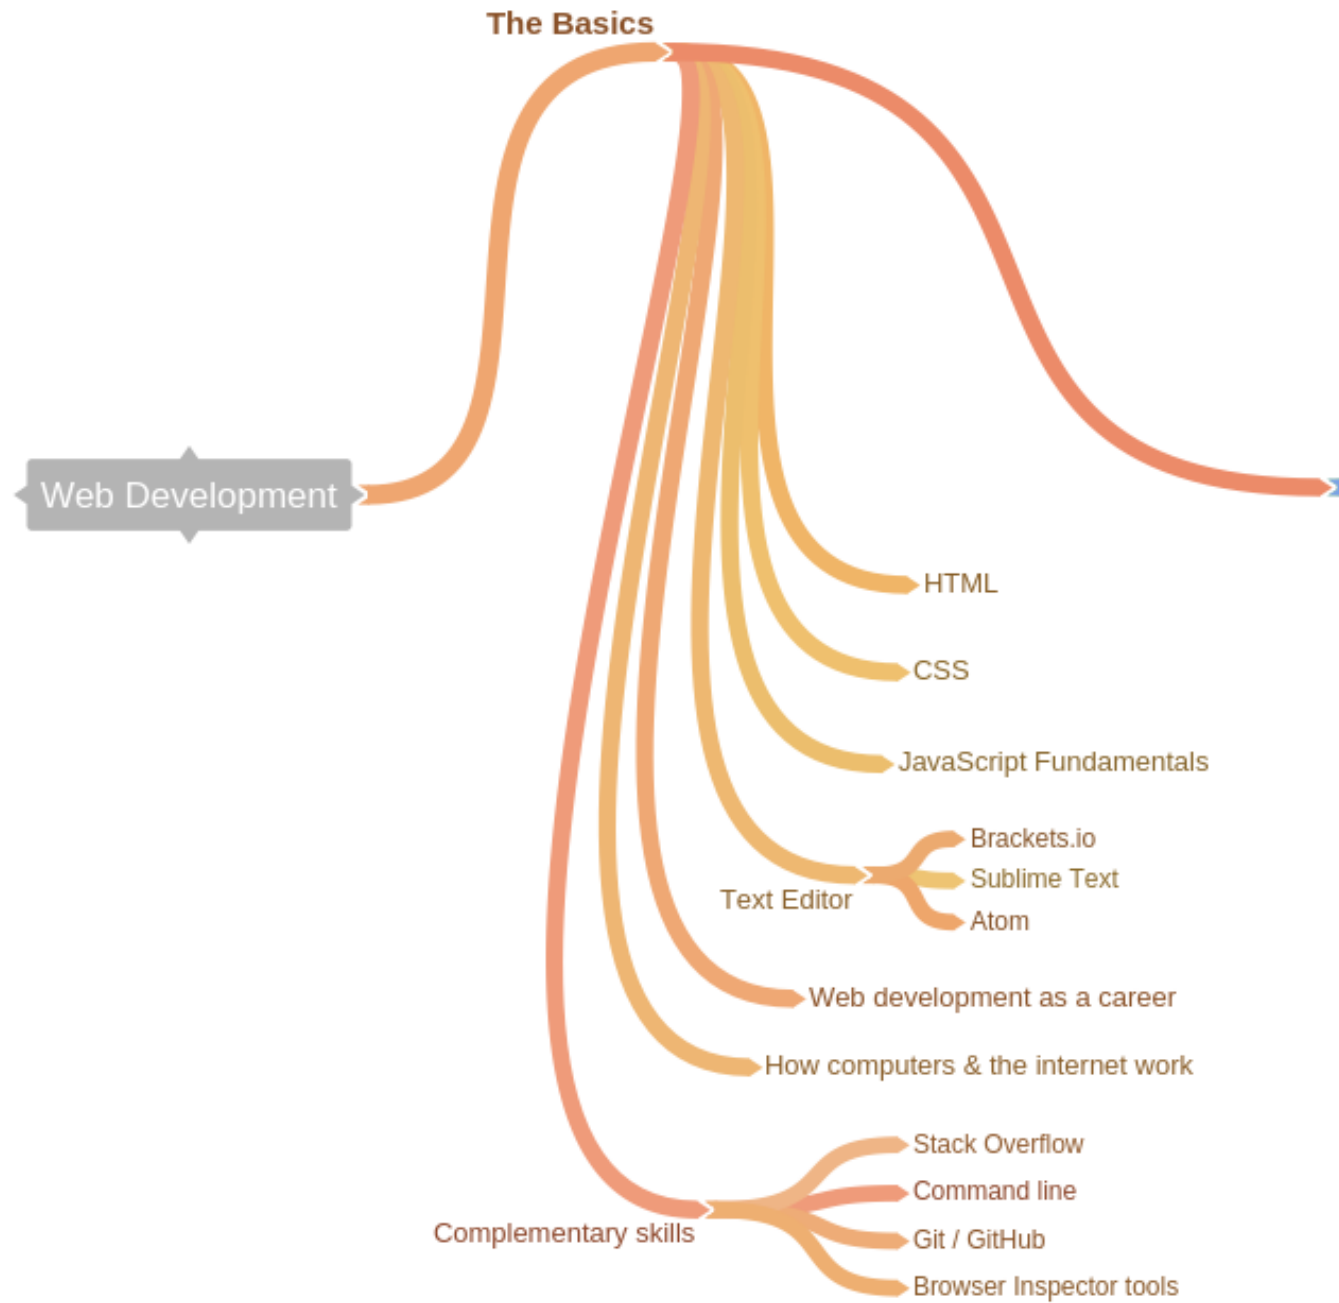 The Basics
Web Development
HTML
CSS
JavaScript Fundamentals
Brackets.io
Sublime Text
Text Editor
Atom
Web development as a career
How computers & the internet work
Stack Overflow
Command line
Complementary skills
Git / GitHub
Browser Inspector tools